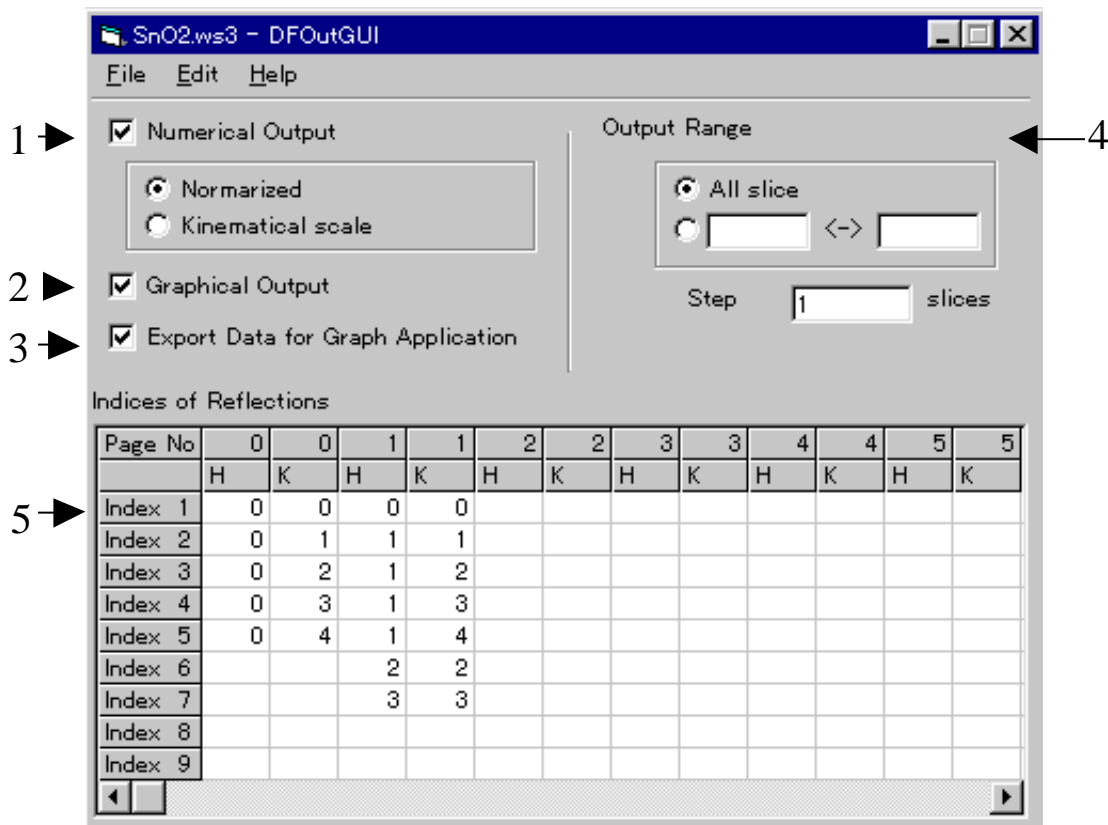 SnO2.ws3 - DFOutGUI
File Edit Help
1
Numerical Output
Normarized
Kinematical scale
2
Graphical Output
3
Export Data for Graph Application
Output Range
4
All slice
<->
Step 1 slices
Indices of Reflections
Page No 0 0 1 1 2 2 3 3 4 4 5 5
H K H K H K H K H K H K
5
Index 1 0 0 0 0
Index 2 0 1 1 1
Index 3 0 2 1 2
Index 4 0 3 1 3
Index 5 0 4 1 4
Index 6 2 2
Index 7 3 3
Index 8
Index 9